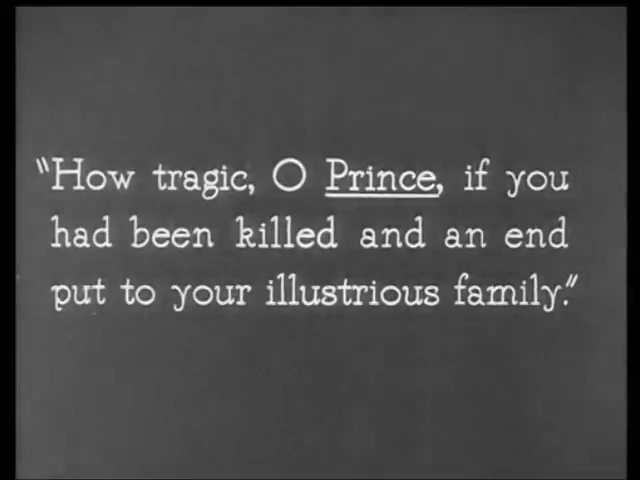 "How tragic, O Prince, if you
had been killed and an end
put to your illustrious family."